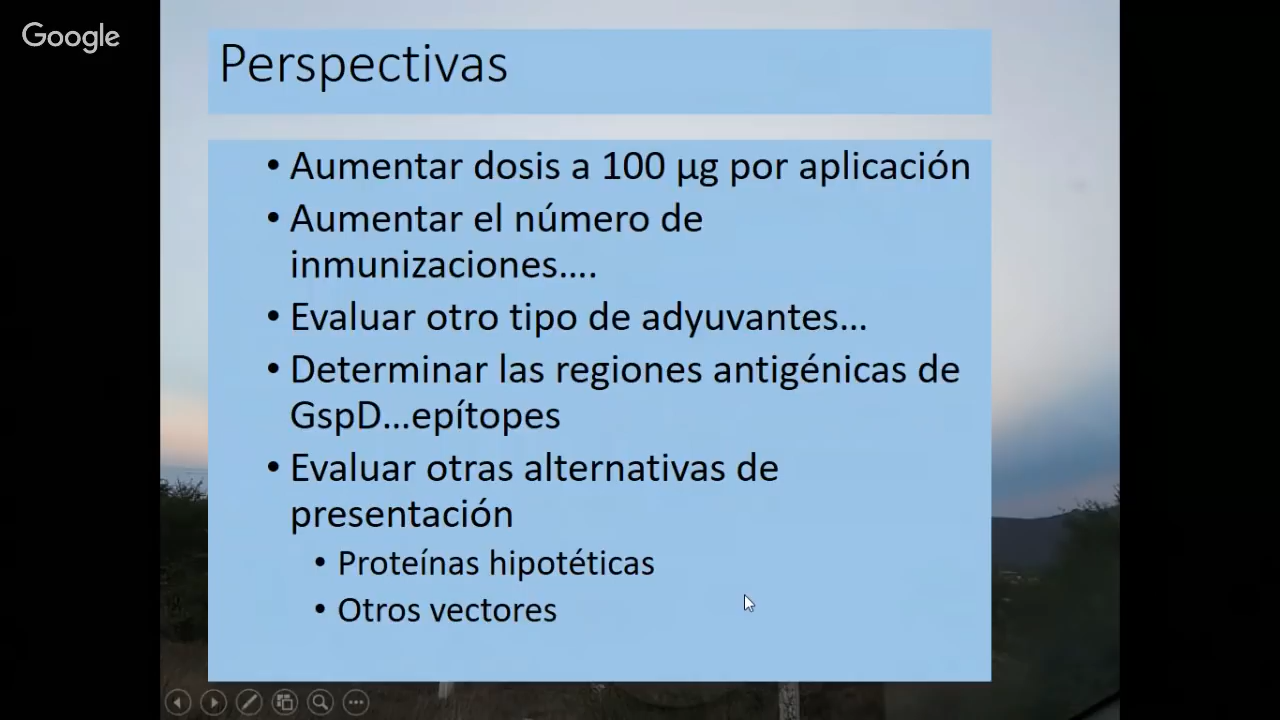 Google
Perspectivas
• Aumentar dosis a 100 µg por aplicación
• Aumentar el número de
inmunizaciones....
• Evaluar otro tipo de adyuvantes...
• Determinar las regiones antigénicas de
GspD...epítopes
• Evaluar otras alternativas de
presentación
• Proteínas hipotéticas
• Otros vectores